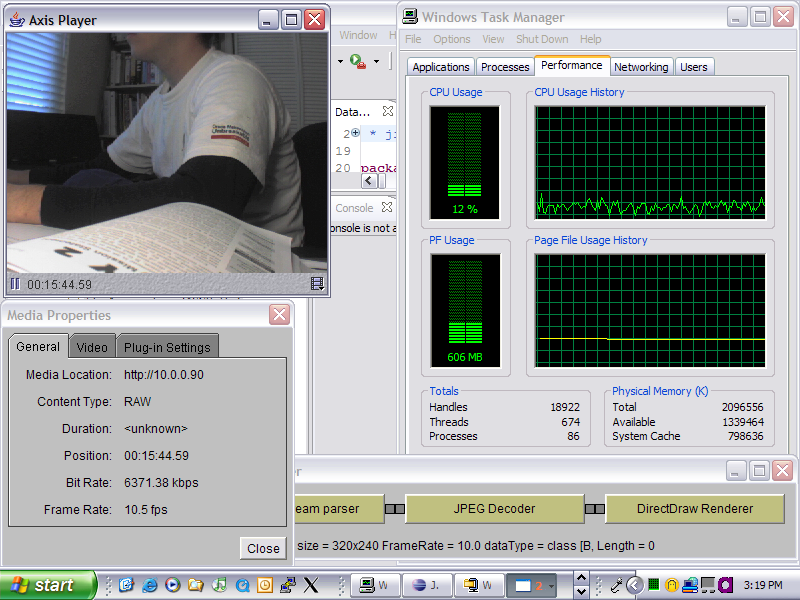 Axis Player
00:15:44.59
Window
Data...
2
* ji
19
20
packa
Console
onsole is not a
Windows Task Manager
File Options View Shut Down Help
Applications Processes Performance Networking Users
CPU Usage
CPU Usage History
12 %
PF Usage
Page File Usage History
606 MB
Totals
Handles 18922
Threads 674
Processes 86
Physical Memory (K)
Total 2096556
Available 1339464
System Cache 798636
Media Properties
General Video Plug-in Settings
Media Location: http://10.0.0.90
Content Type: RAW
Duration: <unknown>
Position: 00:15:44.59
Bit Rate: 6371.38 kbps
Frame Rate: 10.5 fps
Close
er
eam parser JPEG Decoder DirectDraw Renderer
size = 320x240 FrameRate = 10.0 dataType = class [B, Length = 0
start
W
J.
W
2
3:19 PM